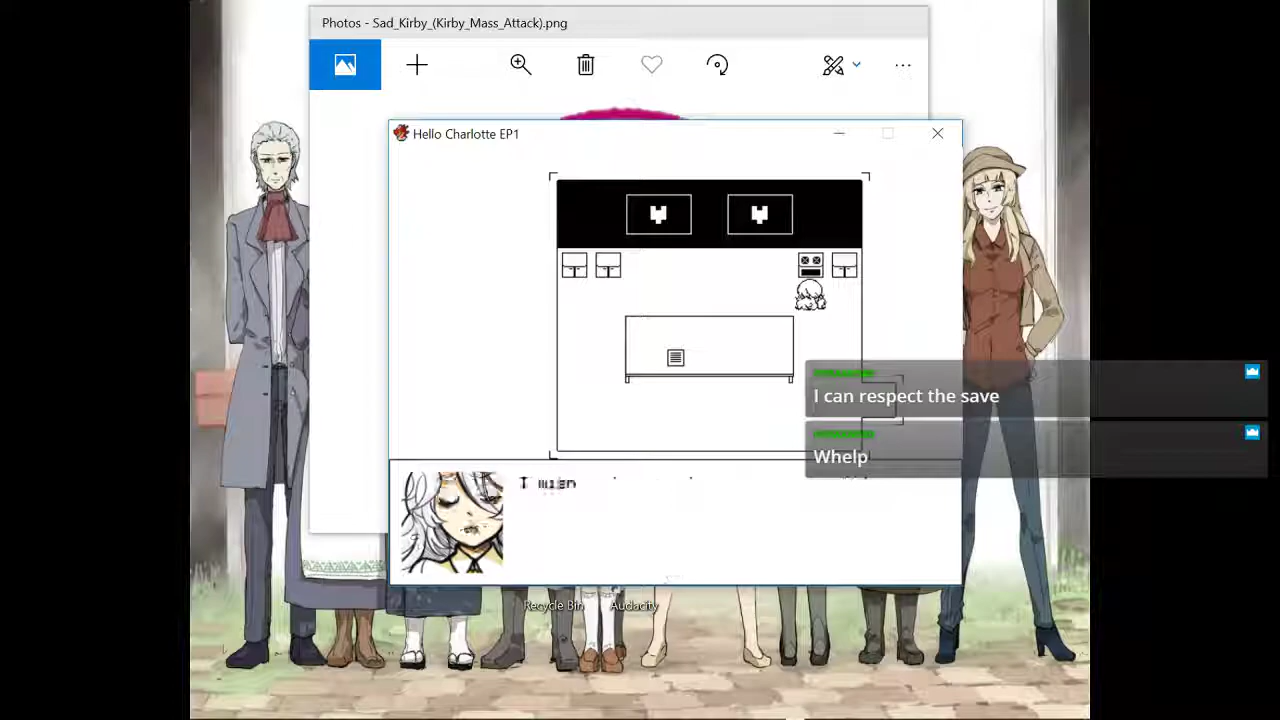 Photos - Sad_Kirby_(Kirby_Mass_Attack).png
Hello Charlotte EP1
I can respect the save
Whelp
Recycle Bin
Audacity